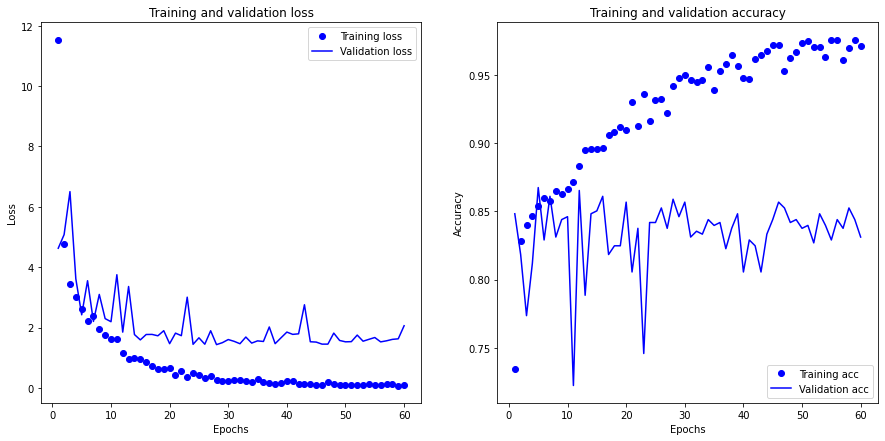 Training and validation loss
12
10
8
6
4
2
0
Loss
Training loss
Validation loss
0
10
20
30
40
50
60
Epochs
Training and validation accuracy
0.95
0.90
0.85
0.80
0.75
Accuracy
Training acc
Validation acc
0
10
20
30
40
50
60
Epochs